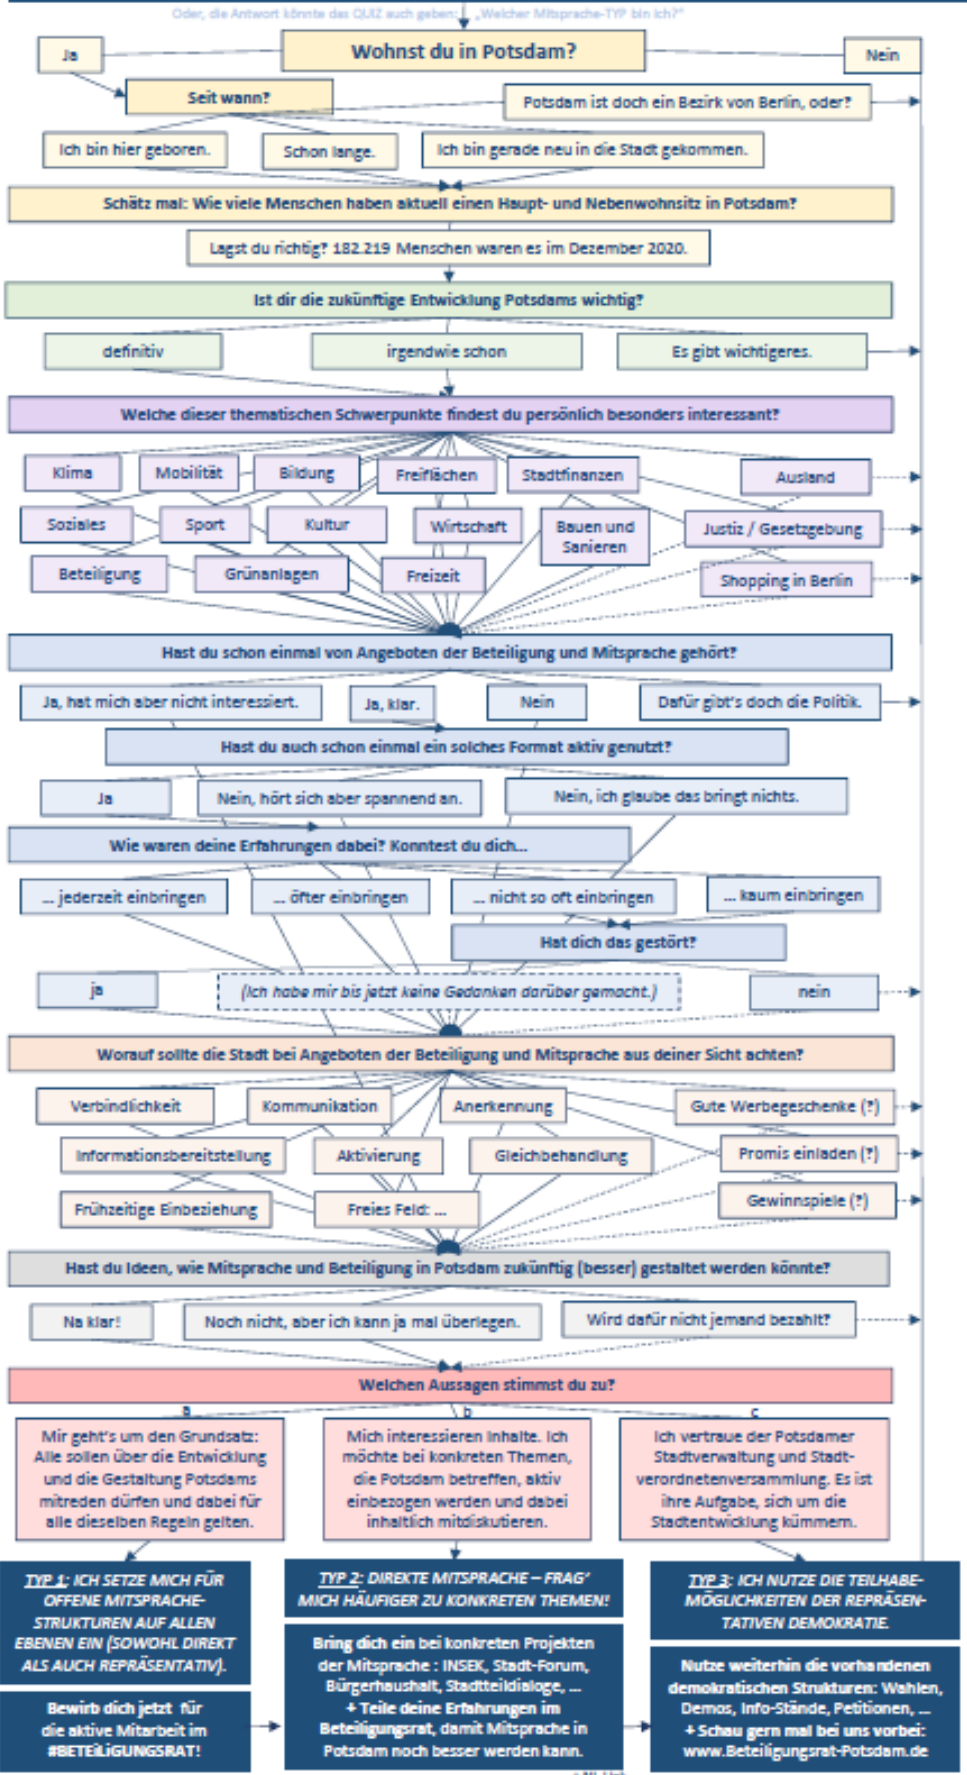 Oder, die Antwort könnte das QUIZ auch geben: „Welcher Mitsprache-TYP bin ich?"
Ja
Wohnst du in Potsdam?
Nein
Seit wann?
Potsdam ist doch ein Bezirk von Berlin, oder?
Ich bin hier geboren.
Schon lange.
Ich bin gerade neu in die Stadt gekommen.
Schätz mal: Wie viele Menschen haben aktuell einen Haupt- und Nebenwohnsitz in Potsdam?
Lagst du richtig? 182.219 Menschen waren es im Dezember 2020.
Ist dir die zukünftige Entwicklung Potsdams wichtig?
definitiv
irgendwie schon
Es gibt wichtigeres.
Welche dieser thematischen Schwerpunkte findest du persönlich besonders interessant?
Klima
Mobilität
Bildung
Freiflächen
Stadtfinanzen
Ausland
Soziales
Sport
Kultur
Wirtschaft
Bauen und
Sanieren
Justiz / Gesetzgebung
Beteiligung
Grünanlagen
Freizeit
Shopping in Berlin
Hast du schon einmal von Angeboten der Beteiligung und Mitsprache gehört?
Ja, hat mich aber nicht interessiert.
Ja, klar.
Nein
Dafür gibt's doch die Politik.
Hast du auch schon einmal ein solches Format aktiv genutzt?
Ja
Nein, hört sich aber spannend an.
Nein, ich glaube das bringt nichts.
Wie waren deine Erfahrungen dabei? Konntest du dich...
... jederzeit einbringen
... öfter einbringen
... nicht so oft einbringen
... kaum einbringen
Hat dich das gestört?
ja
(Ich habe mir bis jetzt keine Gedanken darüber gemacht.)
nein
Worauf sollte die Stadt bei Angeboten der Beteiligung und Mitsprache aus deiner Sicht achten?
Verbindlichkeit
Kommunikation
Anerkennung
Gute Werbegeschenke (?)
Informationsbereitstellung
Aktivierung
Gleichbehandlung
Promis einladen (?)
Frühzeitige Einbeziehung
Freies Feld: ...
Gewinnspiele (?)
Hast du Ideen, wie Mitsprache und Beteiligung in Potsdam zukünftig (besser) gestaltet werden könnte?
Na klar!
Noch nicht, aber ich kann ja mal überlegen.
Wird dafür nicht jemand bezahlt?
Welchen Aussagen stimmst du zu?
a
b
c
Mir geht's um den Grundsatz:
Alle sollen über die Entwicklung
und die Gestaltung Potsdams
mitreden dürfen und dabei für
alle dieselben Regeln gelten.
Mich interessieren Inhalte. Ich
möchte bei konkreten Themen,
die Potsdam betreffen, aktiv
einbezogen werden und dabei
inhaltlich mitdiskutieren.
Ich vertraue der Potsdamer
Stadtverwaltung und Stadt-
verordnetenversammlung. Es ist
ihre Aufgabe, sich um die
Stadtentwicklung kümmern.
TYP 1: ICH SETZE MICH FÜR
OFFENE MITSPRACHE-
STRUKTUREN AUF ALLEN
EBENEN EIN (SOWOHL DIREKT
ALS AUCH REPRÄSENTATIV).
Bewirb dich jetzt für
die aktive Mitarbeit im
#BETEiLiGUNGSRAT!
TYP 2: DIREKTE MITSPRACHE – FRAG'
MICH HÄUFIGER ZU KONKRETEN THEMEN!
Bring dich ein bei konkreten Projekten
der Mitsprache : INSEK, Stadt-Forum,
Bürgerhaushalt, Stadtteildialoge, ...
+ Teile deine Erfahrungen im
Beteiligungsrat, damit Mitsprache in
Potsdam noch besser werden kann.
TYP 3: ICH NUTZE DIE TEILHABE-
MÖGLICHKEITEN DER REPRÄSEN-
TATIVEN DEMOKRATIE.
Nutze weiterhin die vorhandenen
demokratischen Strukturen: Wahlen,
Demos, Info-Stände, Petitionen, ...
+ Schau gern mal bei uns vorbei:
www.Beteiligungsrat-Potsdam.de